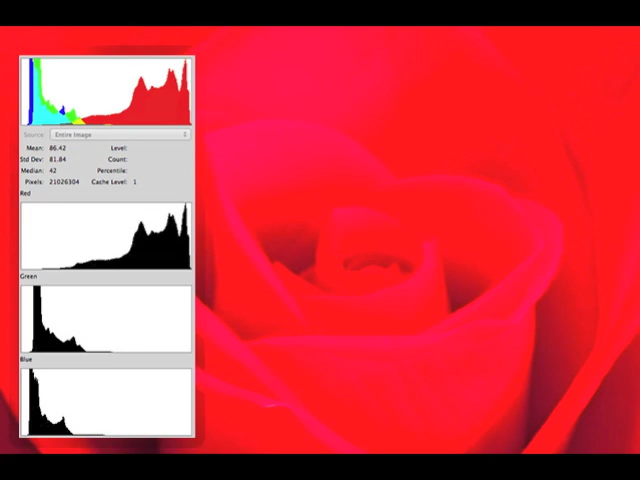 Source: Entire Image
Mean: 86.42 Level:
Std Dev: 81.84 Count:
Median: 42 Percentile:
Pixels: 21026304 Cache Level: 1
Red
Green
Blue